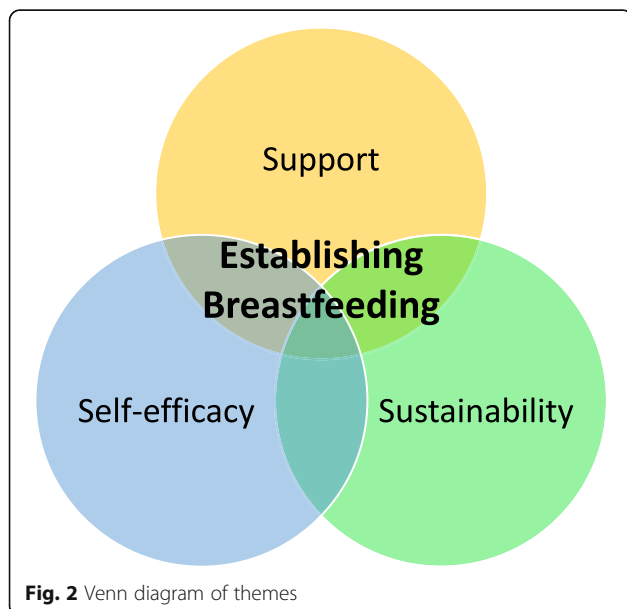 Support
Establishing
Breastfeeding
Self-efficacy
Sustainability
Fig. 2 Venn diagram of themes